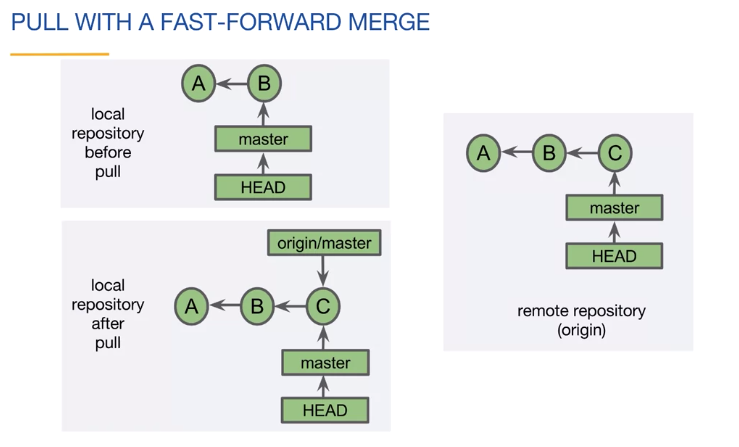 PULL WITH A FAST-FORWARD MERGE
local
repository
before
pull
A
B
master
HEAD
local
repository
after
pull
origin/master
A
B
C
master
HEAD
A
B
C
master
HEAD
remote repository
(origin)